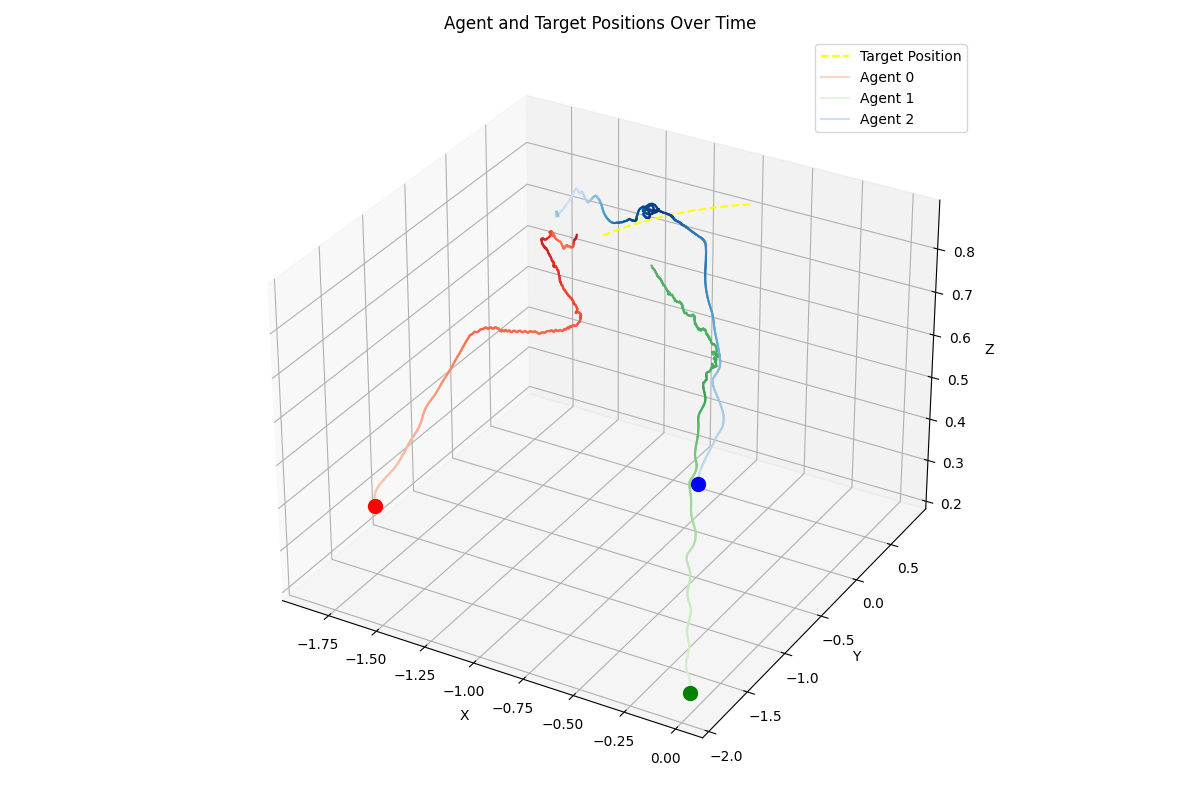 Agent and Target Positions Over Time
Target Position
Agent 0
Agent 1
Agent 2
0.8
0.7
0.6
Z
0.5
0.4
0.3
0.2
0.5
0.0
−0.5
Y
−1.0
−1.5
−2.0
−1.75
−1.50
−1.25
−1.00
−0.75
X
−0.50
−0.25
0.00